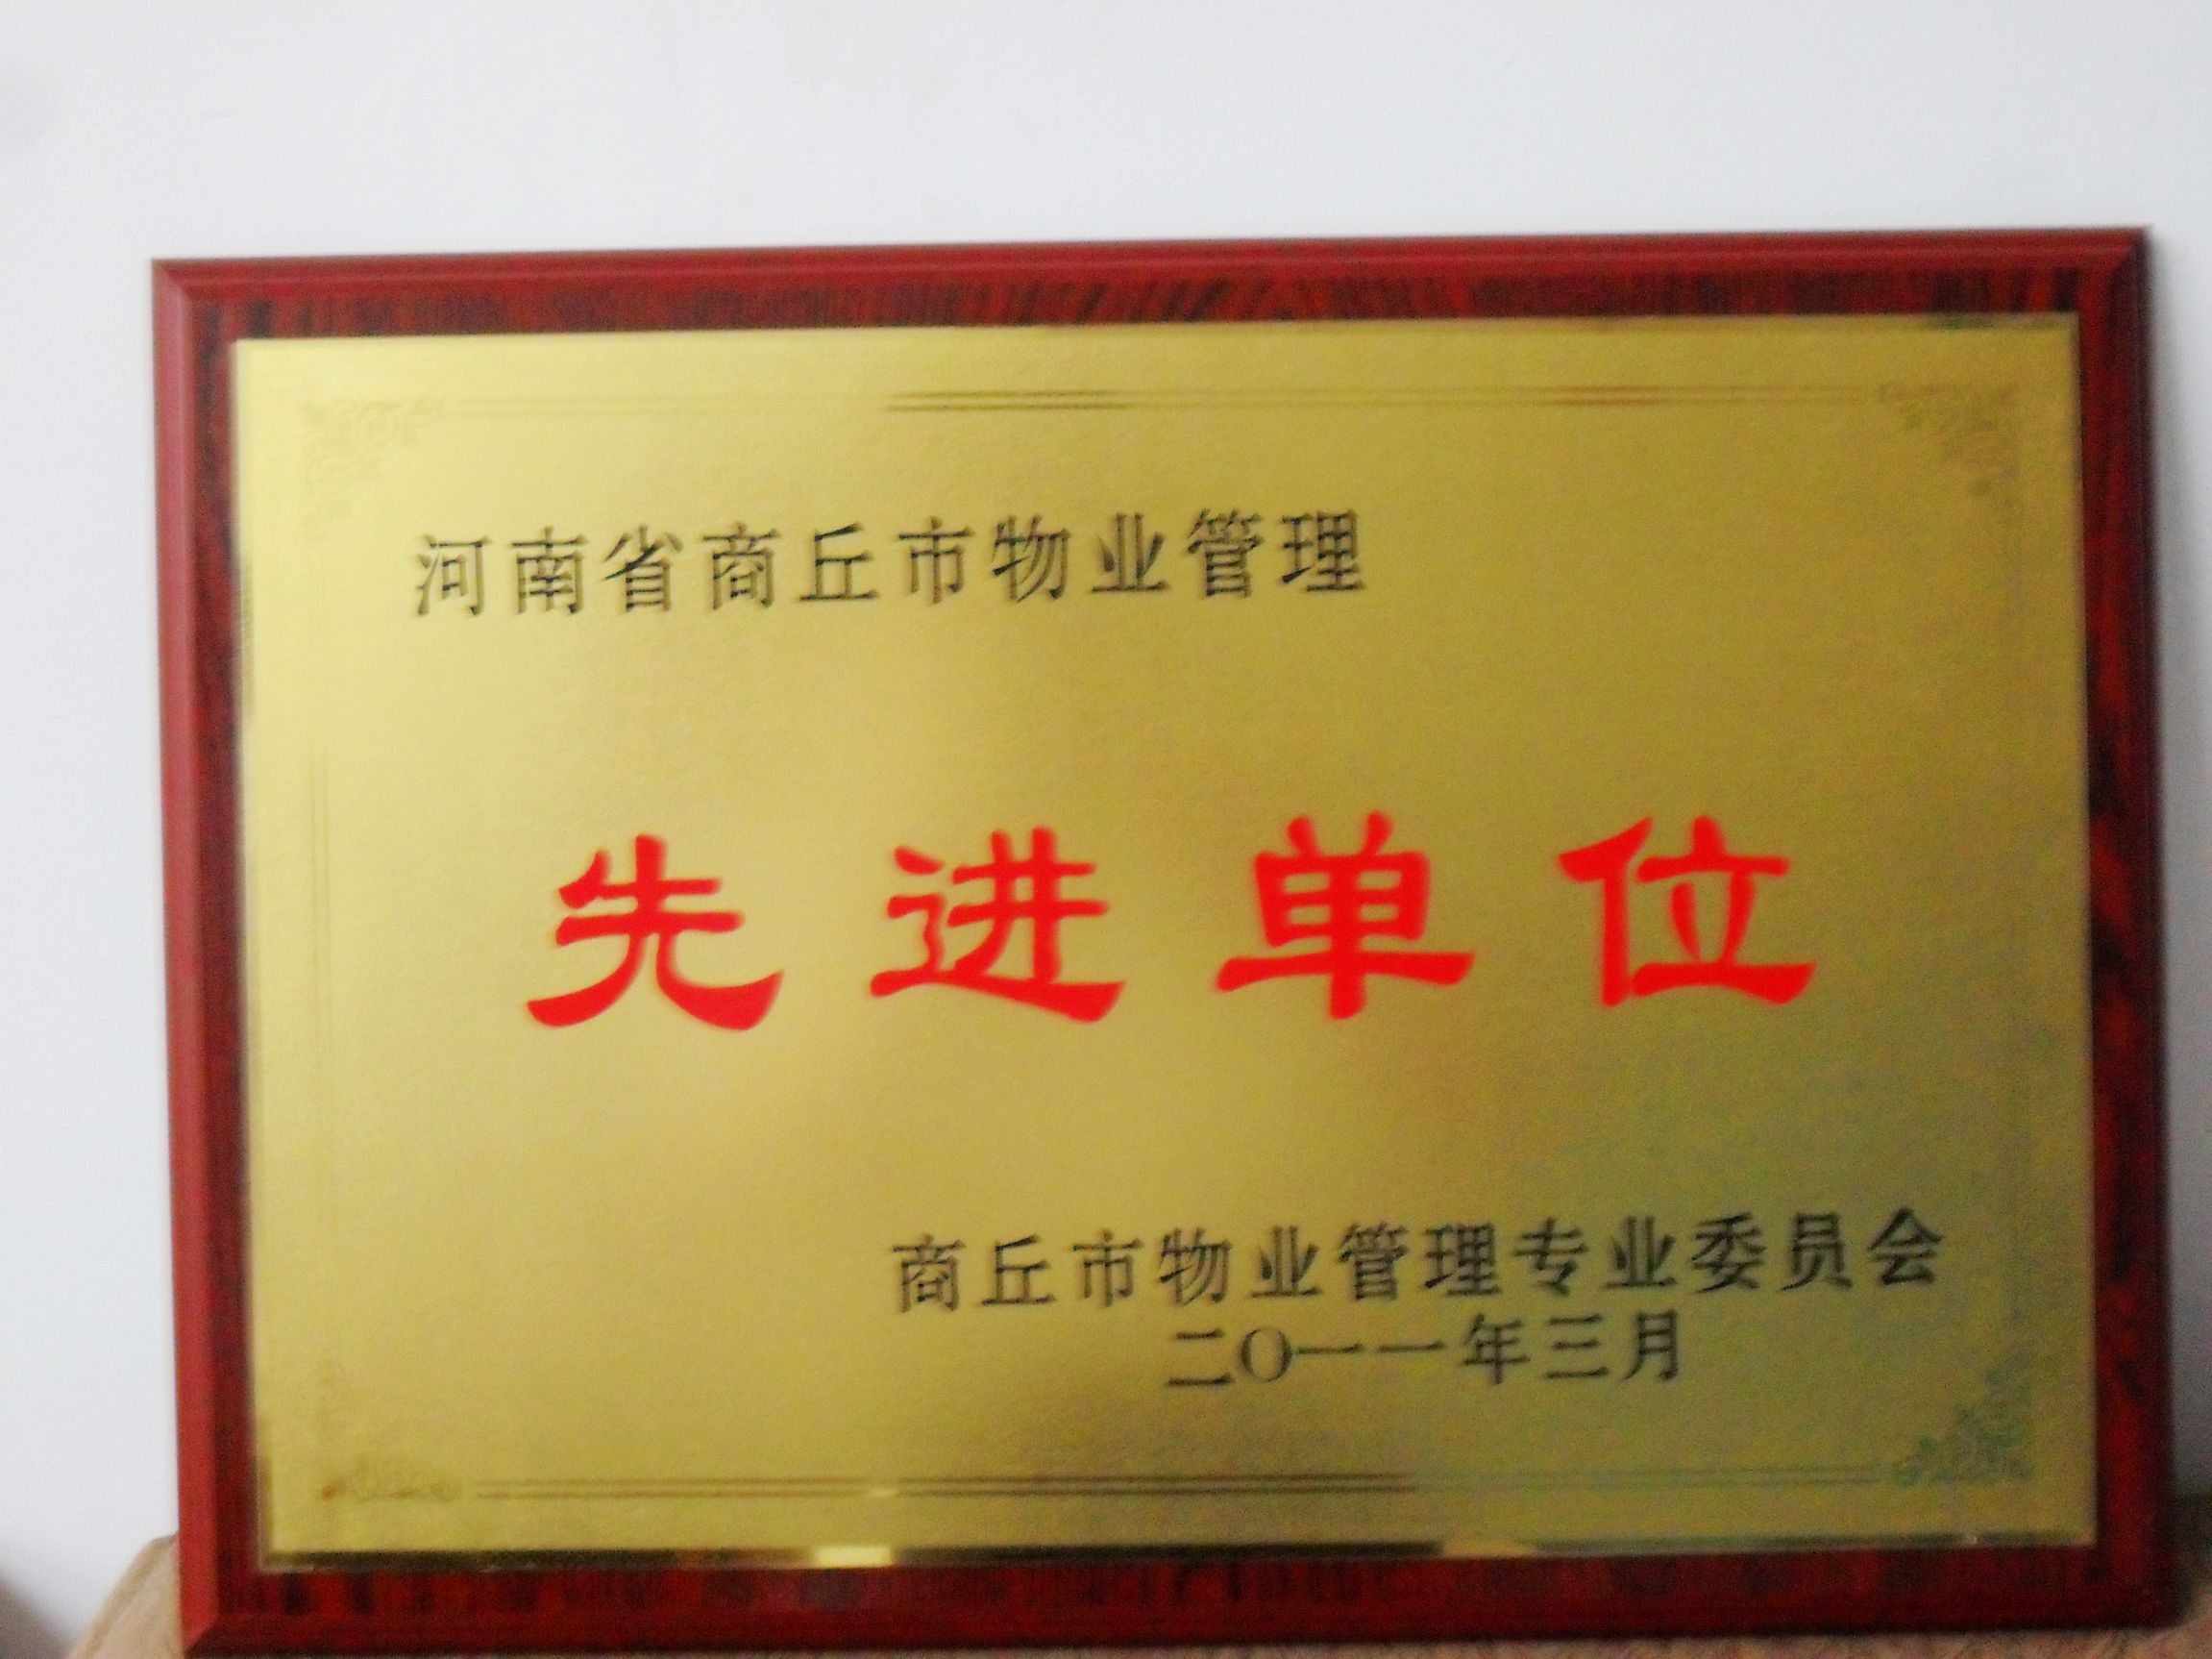 河南省商丘市物业管理
先进单位
商丘市物业管理专业委员会
二〇一一年三月